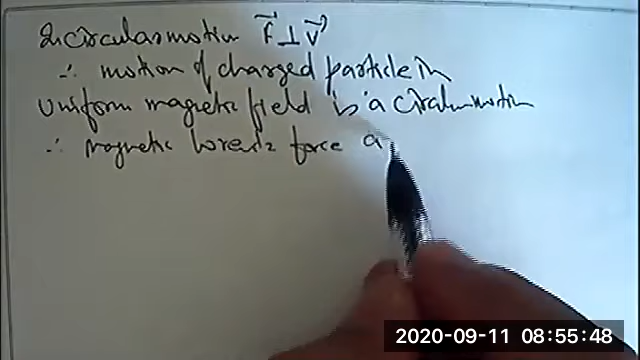 In circular motion F⃗ ⊥ V⃗
∴ motion of charged particle in
uniform magnetic field is a circular motion
∴ magnetic lorentz force a
2020-09-11 08:55:48